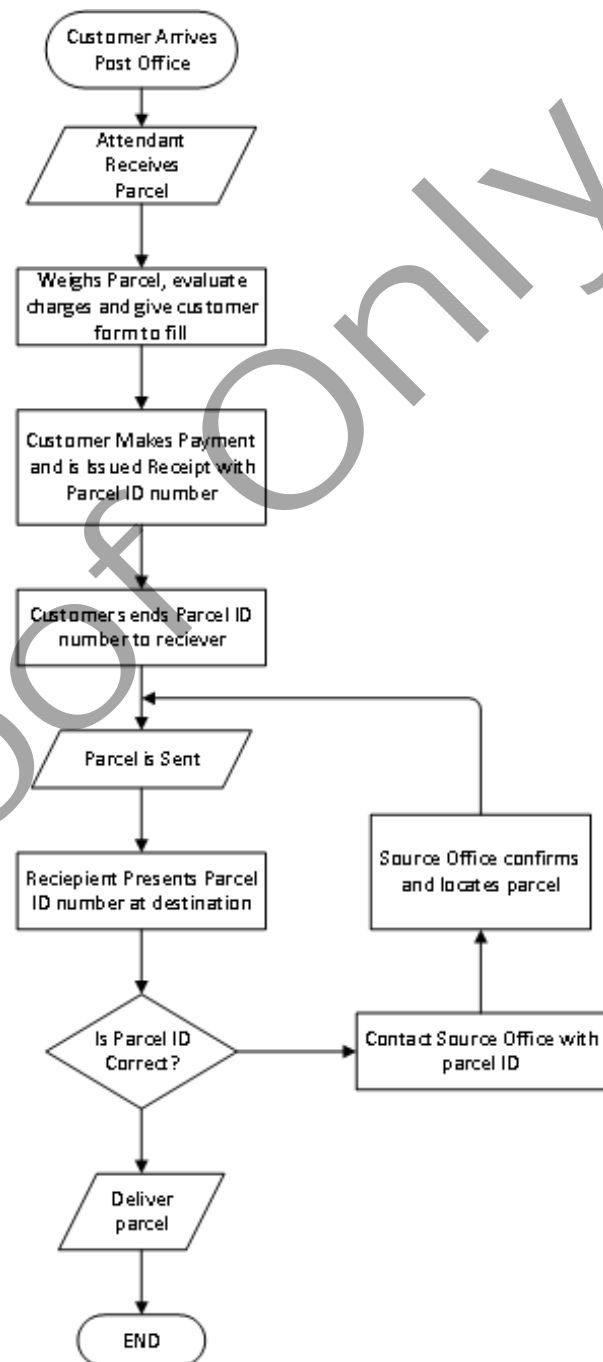 Customer Arrives
Post Office
Attendant
Receives
Parcel
Weighs Parcel, evaluate
charges and give customer
form to fill
Customer Makes Payment
and is Issued Receipt with
Parcel ID number
Customer sends Parcel ID
number to reciever
Parcel is Sent
Reciepient Presents Parcel
ID number at destination
Source Office confirms
and locates parcel
Is Parcel ID
Correct?
Contact Source Office with
parcel ID
Deliver
parcel
END
of Only